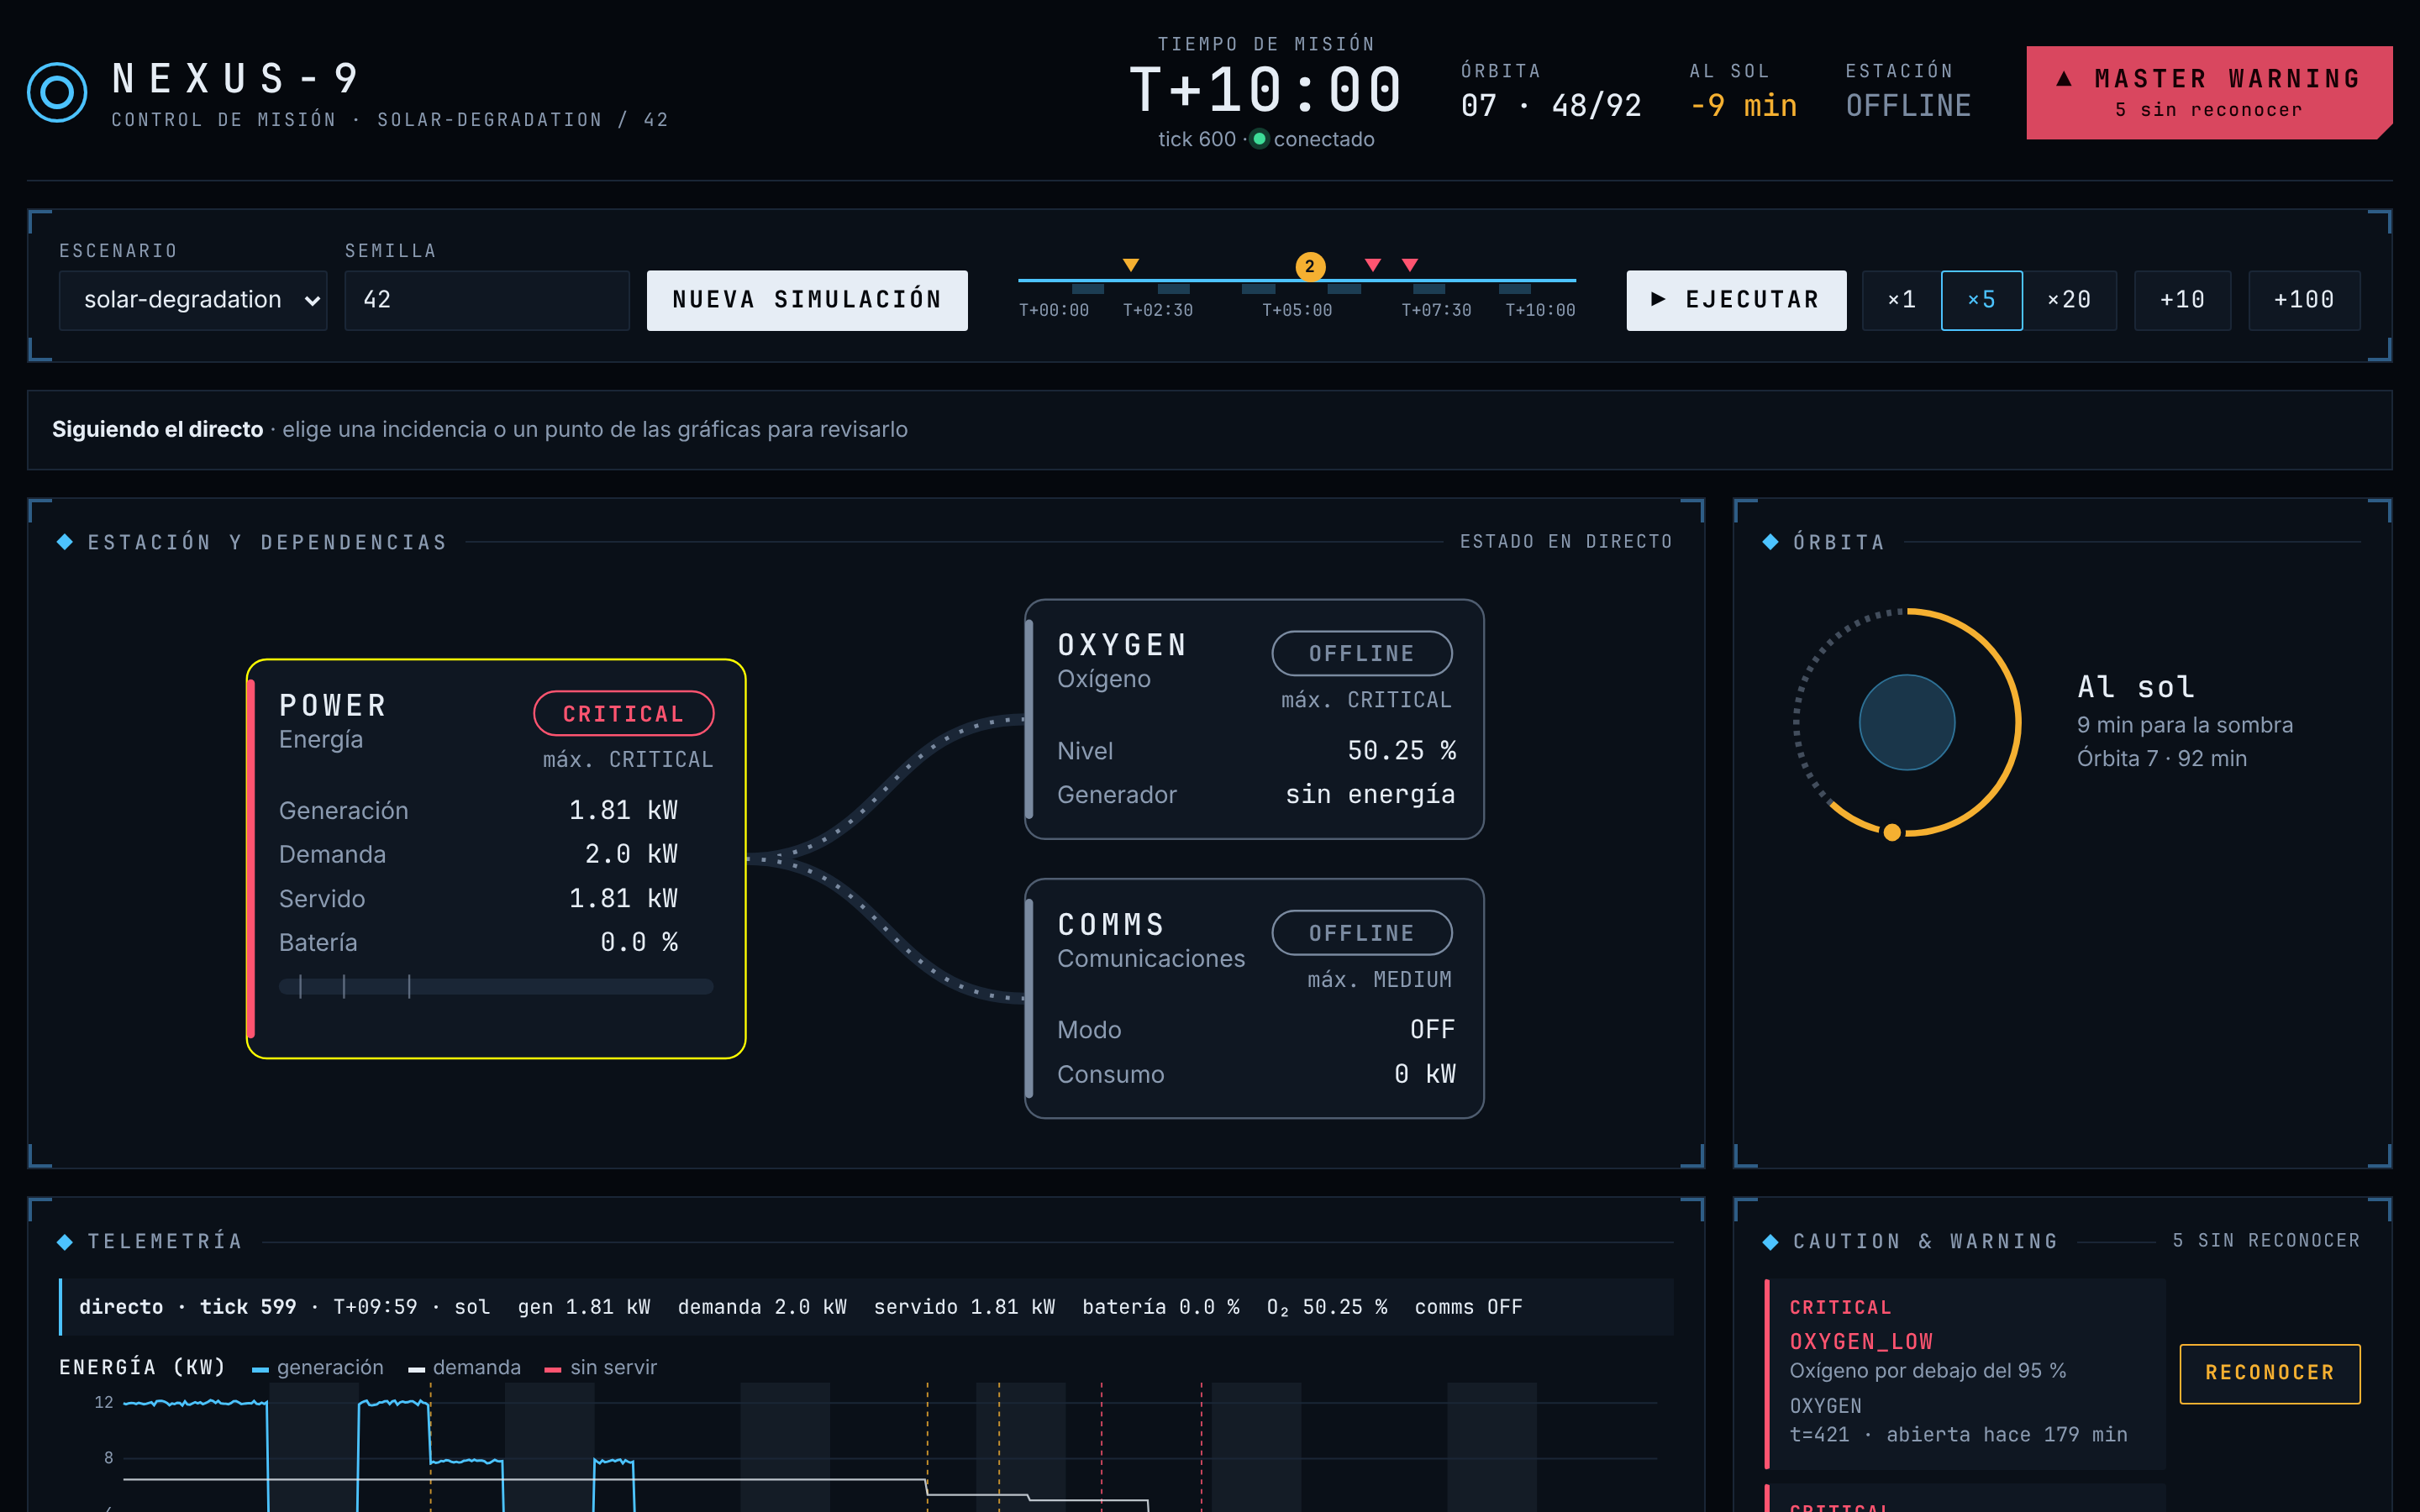 NEXUS-9
CONTROL DE MISIÓN · SOLAR-DEGRADATION / 42
TIEMPO DE MISIÓN
T+10:00
tick 600 · conectado
ÓRBITA
07 · 48/92
AL SOL
-9 min
ESTACIÓN
OFFLINE
▲ MASTER WARNING
5 sin reconocer
ESCENARIO
solar-degradation
SEMILLA
42
NUEVA SIMULACIÓN
2
T+00:00 T+02:30 T+05:00 T+07:30 T+10:00
▶ EJECUTAR
×1 ×5 ×20 +10 +100
Siguiendo el directo · elige una incidencia o un punto de las gráficas para revisarlo
ESTACIÓN Y DEPENDENCIAS
ESTADO EN DIRECTO
POWER
Energía
CRITICAL
máx. CRITICAL
Generación 1.81 kW
Demanda 2.0 kW
Servido 1.81 kW
Batería 0.0 %
OXYGEN
Oxígeno
OFFLINE
máx. CRITICAL
Nivel 50.25 %
Generador sin energía
COMMS
Comunicaciones
OFFLINE
máx. MEDIUM
Modo OFF
Consumo 0 kW
ÓRBITA
Al sol
9 min para la sombra
Órbita 7 · 92 min
TELEMETRÍA
directo · tick 599 · T+09:59 · sol gen 1.81 kW demanda 2.0 kW servido 1.81 kW batería 0.0 % O₂ 50.25 % comms OFF
ENERGÍA (KW) generación demanda sin servir
12
8
CAUTION & WARNING
5 SIN RECONOCER
CRITICAL
OXYGEN_LOW
Oxígeno por debajo del 95 %
OXYGEN
t=421 · abierta hace 179 min
RECONOCER